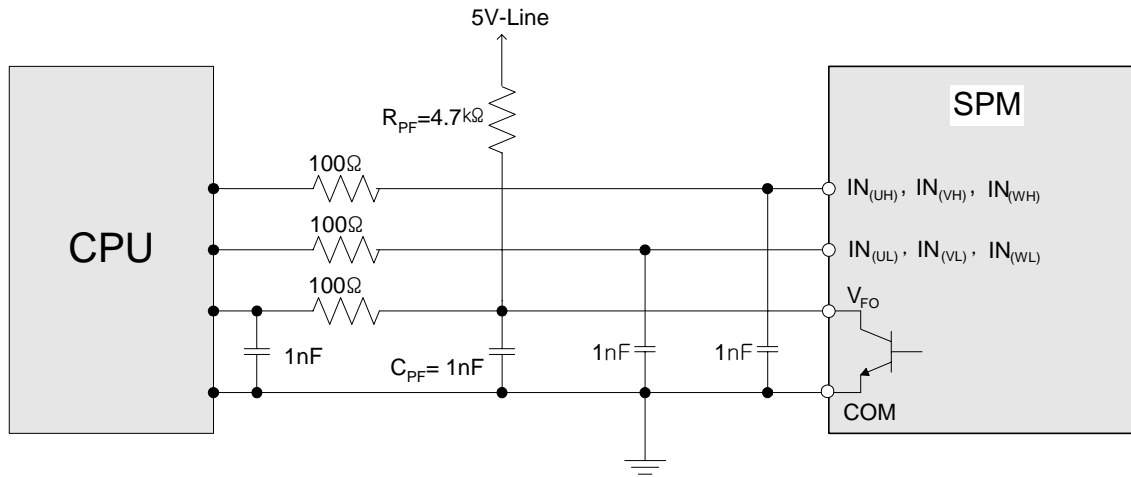 5V-Line
R_PF=4.7kΩ
SPM
100Ω
IN(UH), IN(VH), IN(WH)
100Ω
CPU
IN(UL), IN(VL), IN(WL)
100Ω
V_FO
1nF
C_PF= 1nF
1nF
1nF
COM